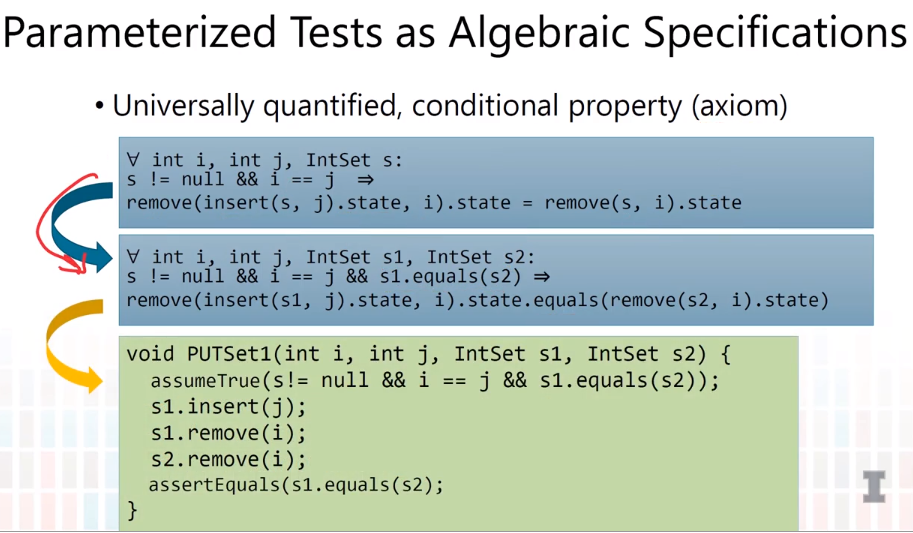 Parameterized Tests as Algebraic Specifications
• Universally quantified, conditional property (axiom)
∀ int i, int j, IntSet s:
s != null && i == j ⇒
remove(insert(s, j).state, i).state = remove(s, i).state
∀ int i, int j, IntSet s1, IntSet s2:
s != null && i == j && s1.equals(s2) ⇒
remove(insert(s1, j).state, i).state.equals(remove(s2, i).state)
void PUTSet1(int i, int j, IntSet s1, IntSet s2) {
assumeTrue(s!= null && i == j && s1.equals(s2));
s1.insert(j);
s1.remove(i);
s2.remove(i);
assertEquals(s1.equals(s2);
}
I